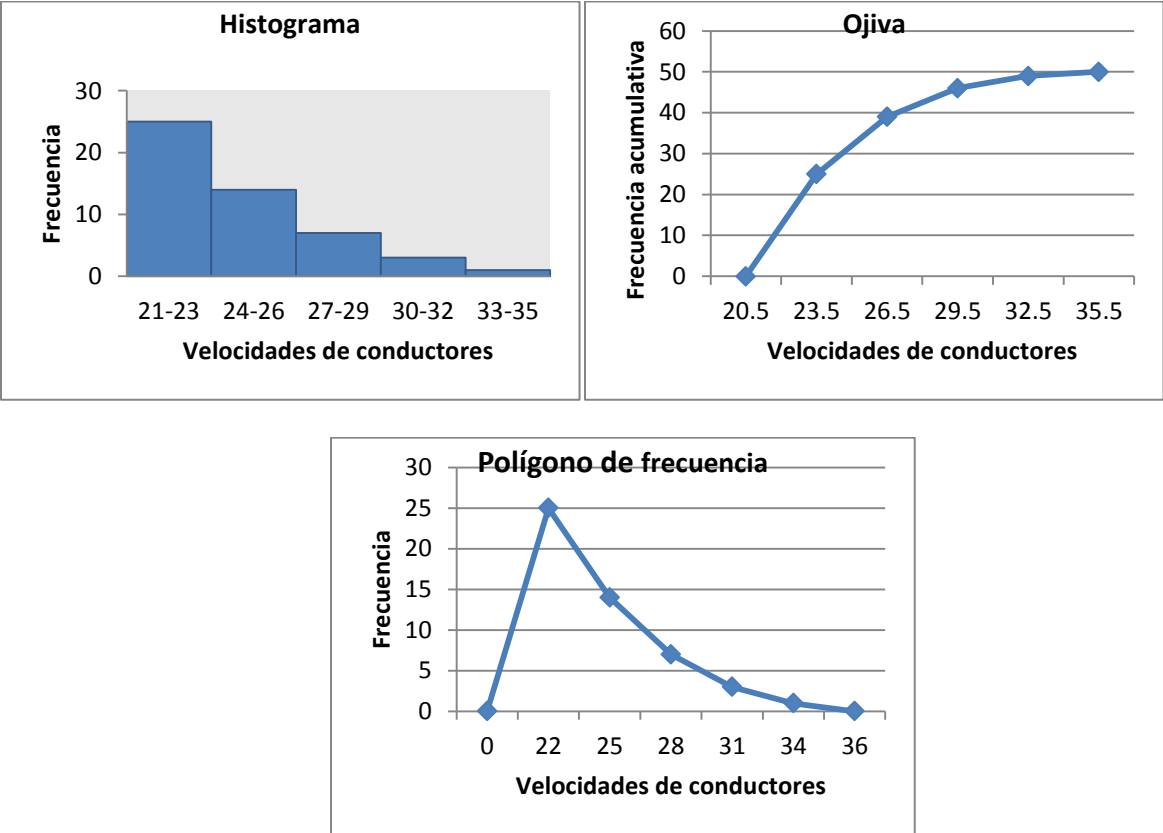 Histograma
Frecuencia
30
20
10
0
21-23 24-26 27-29 30-32 33-35
Velocidades de conductores
Ojiva
Frecuencia acumulativa
60
50
40
30
20
10
0
20.5 23.5 26.5 29.5 32.5 35.5
Velocidades de conductores
Polígono de frecuencia
Frecuencia
30
25
20
15
10
5
0
0 22 25 28 31 34 36
Velocidades de conductores